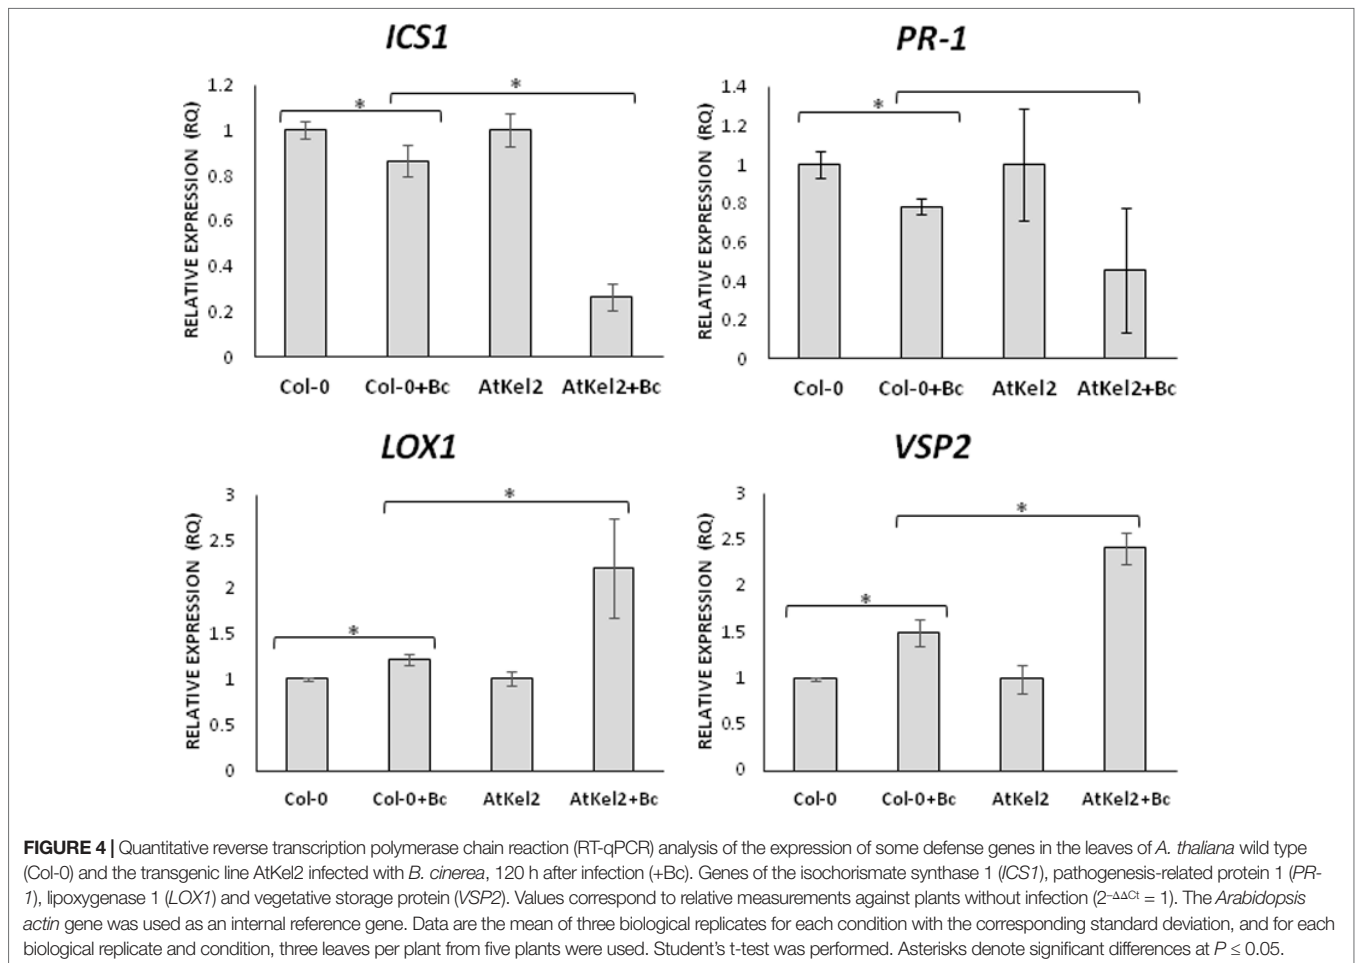 ICS1
RELATIVE EXPRESSION (RQ)
1.2
1
0.8
0.6
0.4
0.2
0
*
*
Col-0 Col-0+Bc AtKel2 AtKel2+Bc
PR-1
RELATIVE EXPRESSION (RQ)
1.4
1.2
1
0.8
0.6
0.4
0.2
0
*
Col-0 Col-0+Bc AtKel2 AtKel2+Bc
LOX1
RELATIVE EXPRESSION (RQ)
3
2.5
2
1.5
1
0.5
0
*
*
Col-0 Col-0+Bc AtKel2 AtKel2+Bc
VSP2
RELATIVE EXPRESSION (RQ)
3
2.5
2
1.5
1
0.5
0
*
*
Col-0 Col-0+Bc AtKel2 AtKel2+Bc
FIGURE 4 | Quantitative reverse transcription polymerase chain reaction (RT-qPCR) analysis of the expression of some defense genes in the leaves of A. thaliana wild type
(Col-0) and the transgenic line AtKel2 infected with B. cinerea, 120 h after infection (+Bc). Genes of the isochorismate synthase 1 (ICS1), pathogenesis-related protein 1 (PR-
1), lipoxygenase 1 (LOX1) and vegetative storage protein (VSP2). Values correspond to relative measurements against plants without infection (2−ΔΔCt = 1). The Arabidopsis
actin gene was used as an internal reference gene. Data are the mean of three biological replicates for each condition with the corresponding standard deviation, and for each
biological replicate and condition, three leaves per plant from five plants were used. Student’s t-test was performed. Asterisks denote significant differences at P ≤ 0.05.